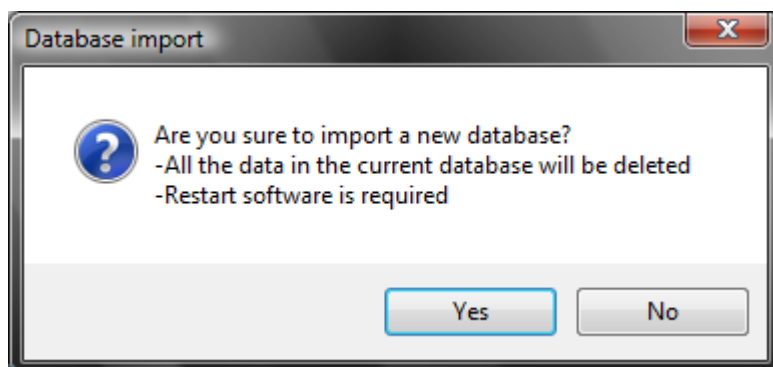 Database import
Are you sure to import a new database?
-All the data in the current database will be deleted
-Restart software is required
Yes
No